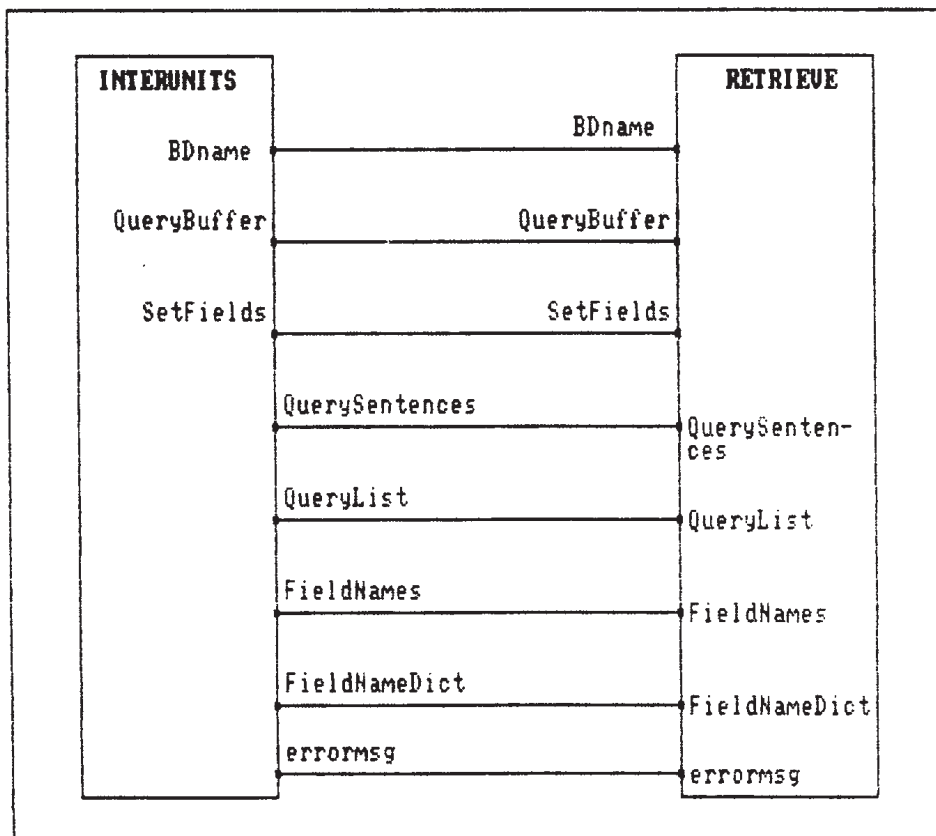 INTERUNITS RETRIEVE
BDname BDname
QueryBuffer QueryBuffer
SetFields SetFields
QuerySentences QuerySenten-
ces
QueryList QueryList
FieldNames FieldNames
FieldNameDict FieldNameDict
errormsg errormsg